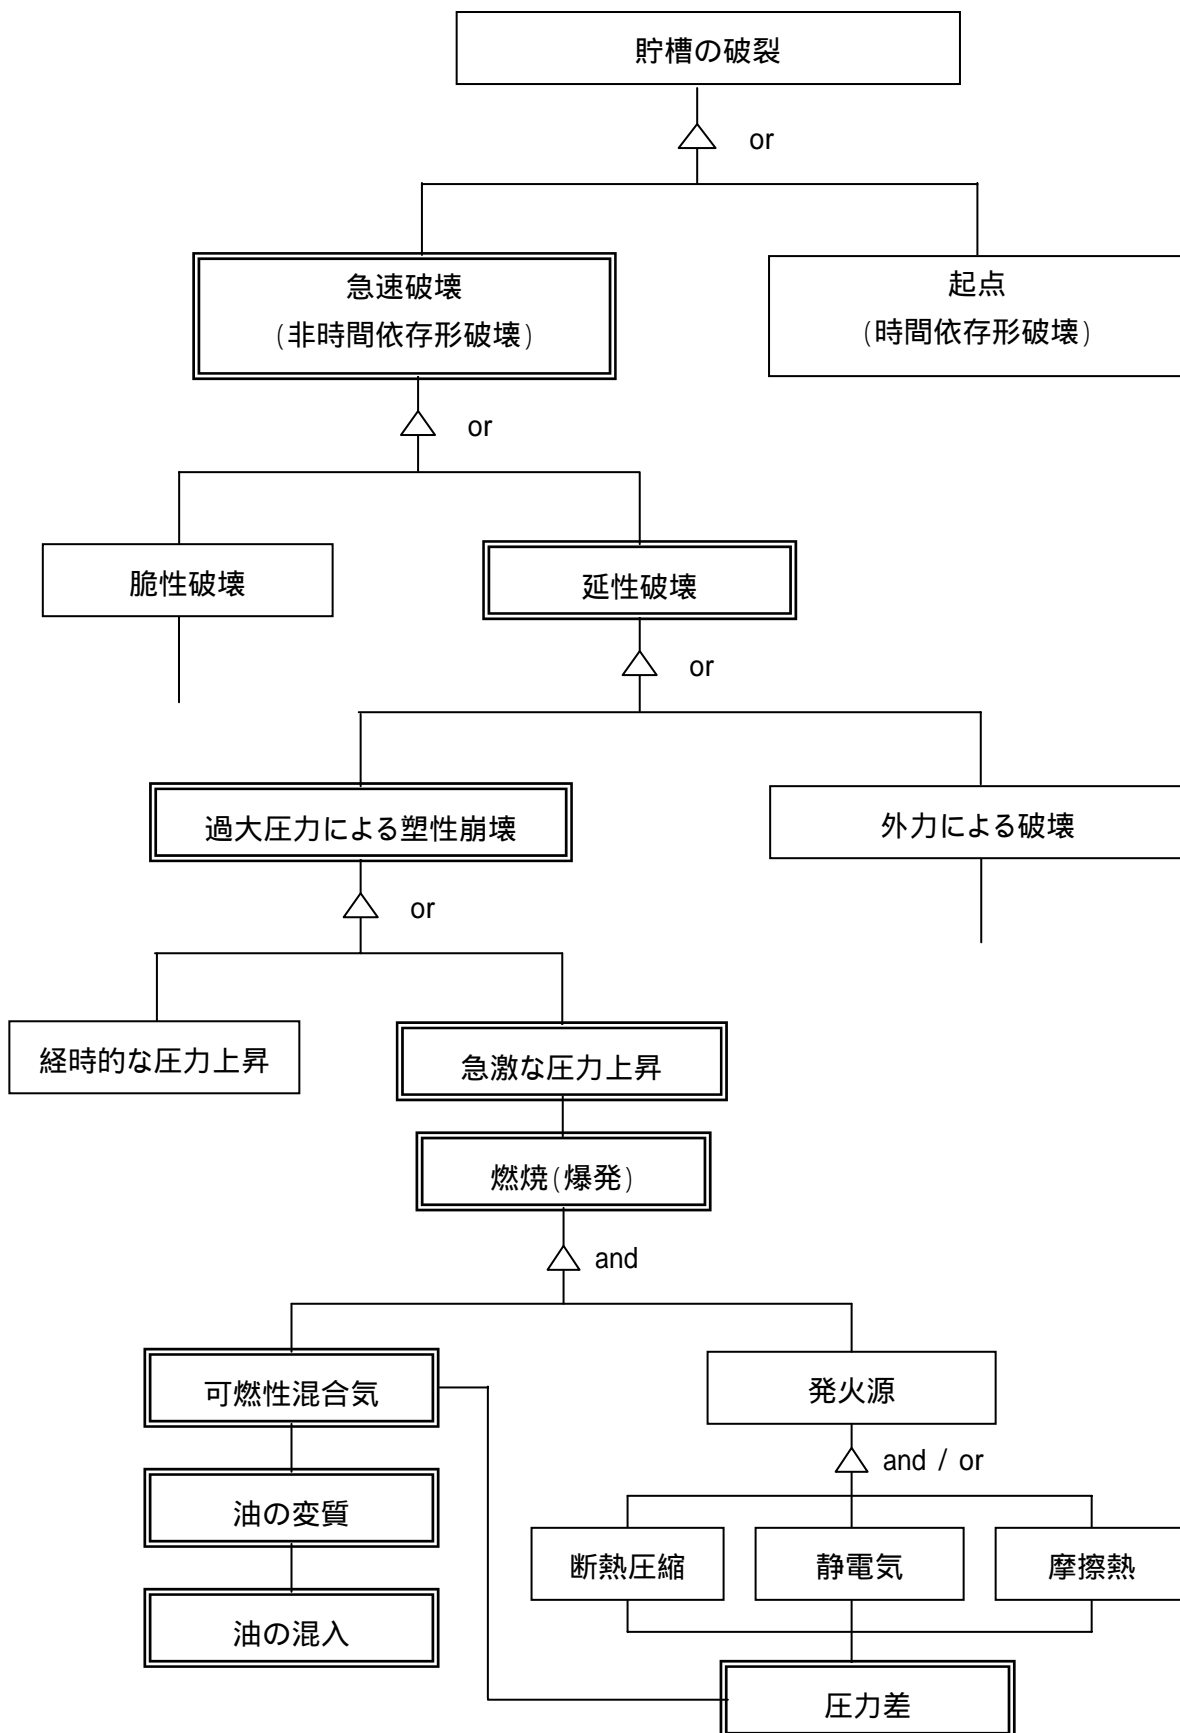 貯槽の破裂
or
急速破壊
(非時間依存形破壊)
起点
(時間依存形破壊)
or
脆性破壊
延性破壊
or
過大圧力による塑性崩壊
外力による破壊
or
経時的な圧力上昇
急激な圧力上昇
燃焼(爆発)
and
可燃性混合気
発火源
and / or
油の変質
断熱圧縮
静電気
摩擦熱
油の混入
圧力差